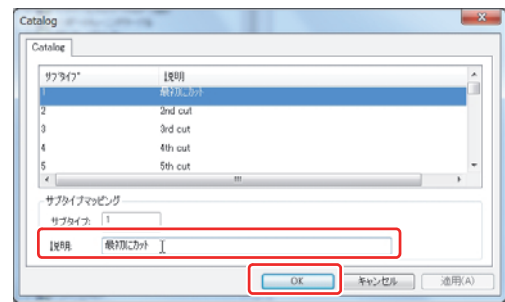 Catalog
Catalog
サブタイプ 説明
1 最初にカット
2 2nd cut
3 3rd cut
4 4th cut
5 5th cut
サブタイプマッピング
サブタイプ: 1
説明: 最初にカット
OK キャンセル 適用(A)